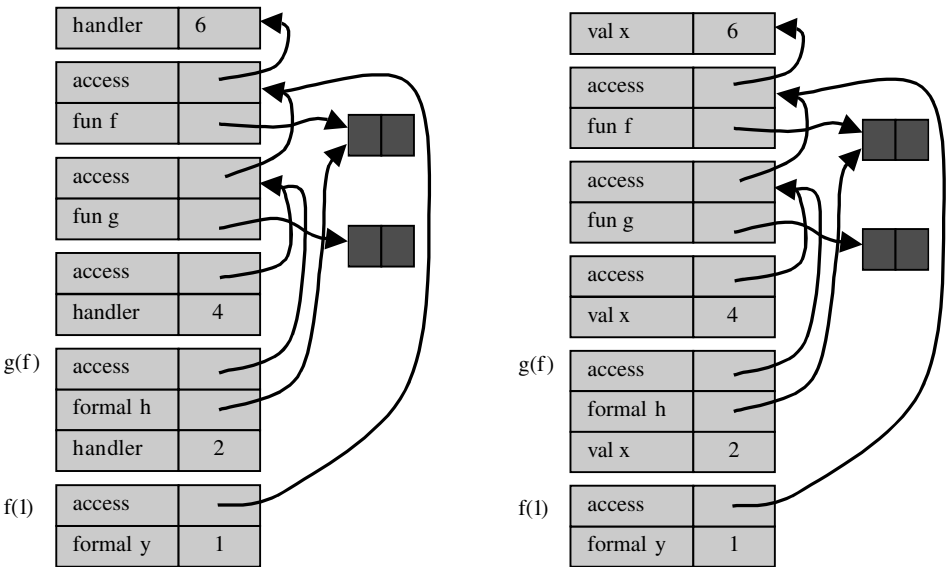 handler 6
access
fun f
access
fun g
access
handler 4
g(f)
access
formal h
handler 2
f(1)
access
formal y 1
val x 6
access
fun f
access
fun g
access
val x 4
g(f)
access
formal h
val x 2
f(1)
access
formal y 1